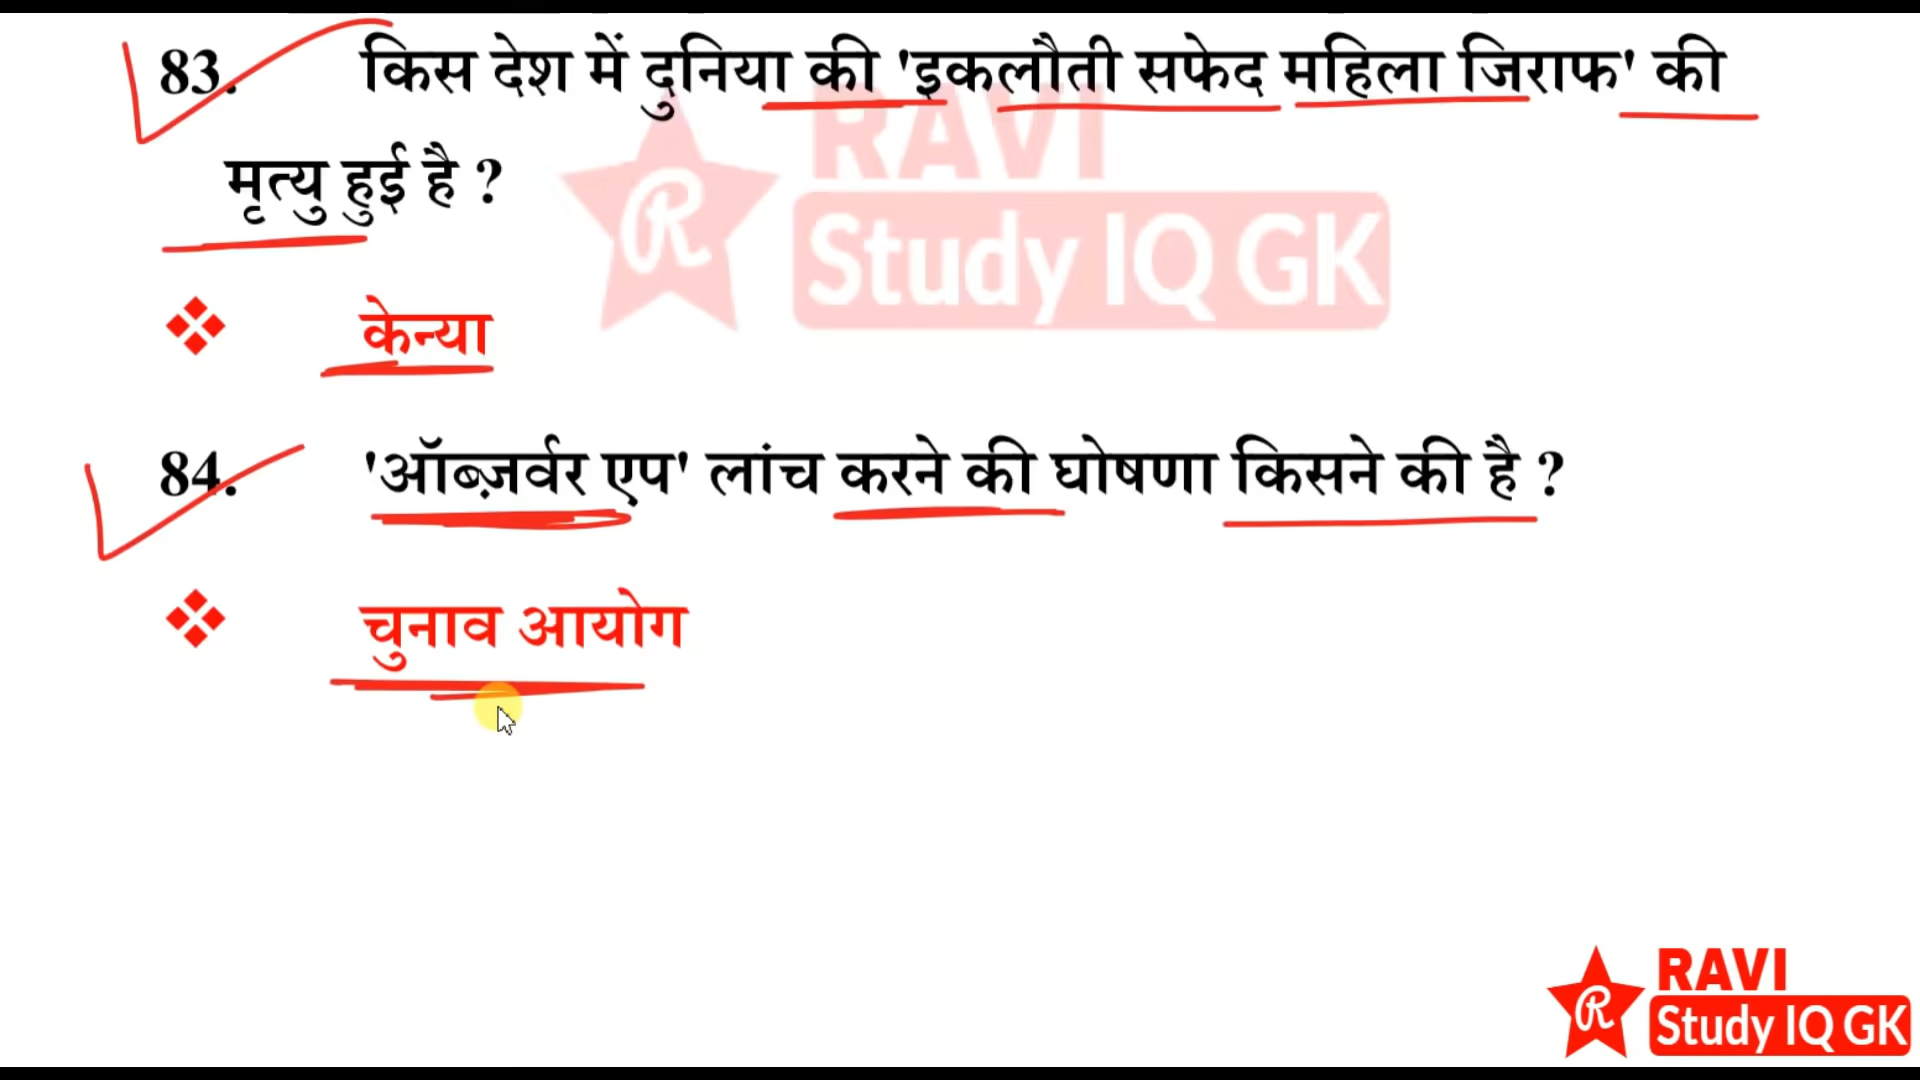 83. किस देश में दुनिया की 'इकलौती सफेद महिला जिराफ' की
मृत्यु हुई है ?
RAVI
R
Study IQ GK
❖ केन्या
84. 'ऑब्ज़र्वर एप' लांच करने की घोषणा किसने की है ?
❖ चुनाव आयोग
RAVI
R
Study IQ GK